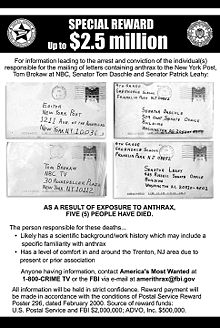 SPECIAL REWARD
Up to $2.5 million
For information leading to the arrest and conviction of the individual(s)
responsible for the mailing of letters containing anthrax to the New York Post,
Tom Brokaw at NBC, Senator Tom Daschle and Senator Patrick Leahy:
EDITOR
NEW YORK POST
1211 AVE. OF THE AMERICAS
NEW YORK NY 10036
4TH GRADE
GREENDALE SCHOOL
FRANKLIN PARK NJ 08852
SENATOR DASCHLE
509 HART SENATE OFFICE
BUILDING
TOM BROKAW
NBC TV
30 ROCKEFELLER PLAZA
NEW YORK NY 10112
4TH GRADE
GREENDALE SCHOOL
FRANKLIN PARK NJ 08852
SENATOR LEAHY
433 RUSSELL SENATE OFFICE
BUILDING
WASHINGTON D.C. 20510-4502
AS A RESULT OF EXPOSURE TO ANTHRAX,
FIVE (5) PEOPLE HAVE DIED.
The person responsible for these deaths...
• Likely has a scientific background/work history which may include a
specific familiarity with anthrax
• Has a level of comfort in and around the Trenton, NJ area due to
present or prior association
Anyone having information, contact America's Most Wanted at
1-800-CRIME TV or the FBI via e-mail at amerithrax@fbi.gov
All information will be held in strict confidence. Reward payment will
be made in accordance with the conditions of Postal Service Reward
Poster 296, dated February 2000. Source of reward funds:
U.S. Postal Service and FBI $2,000,000; ADVO, Inc. $500,000.